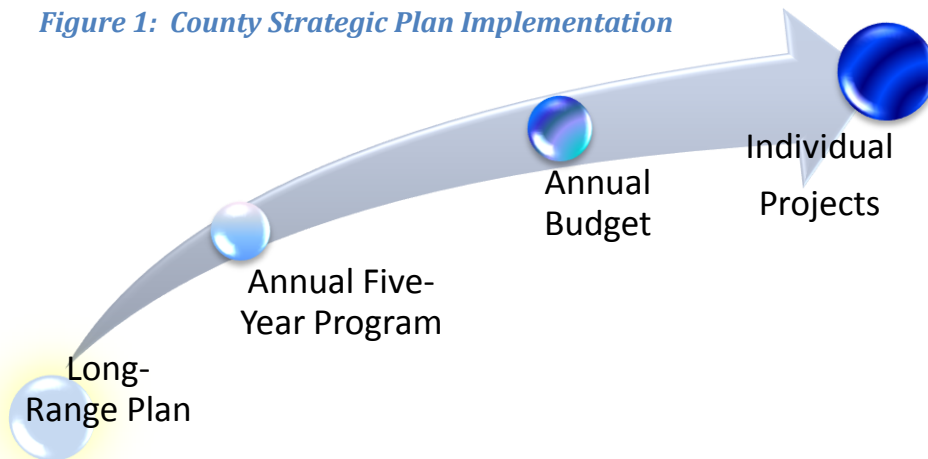 Figure 1: County Strategic Plan Implementation
Individual
Projects
Annual
Budget
Annual Five-
Year Program
Long-
Range Plan